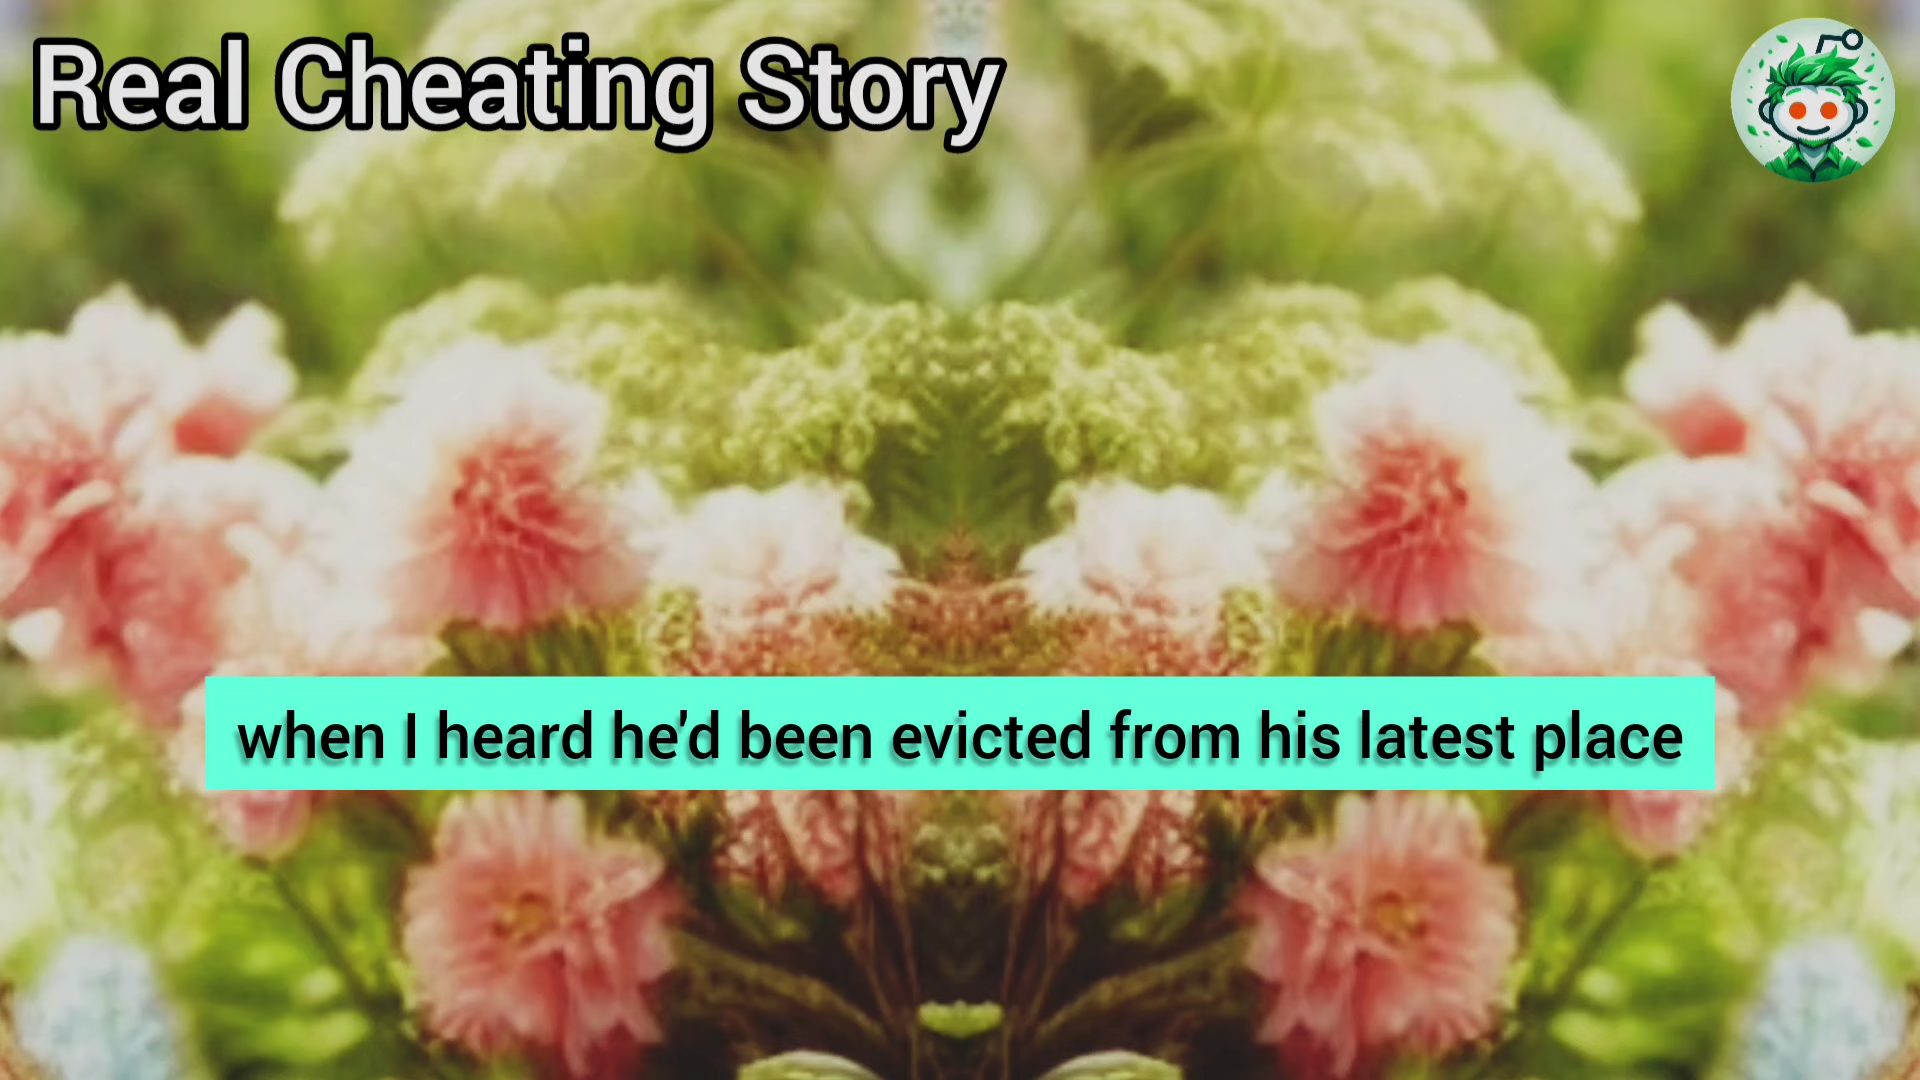 Real Cheating Story
when I heard he'd been evicted from his latest place